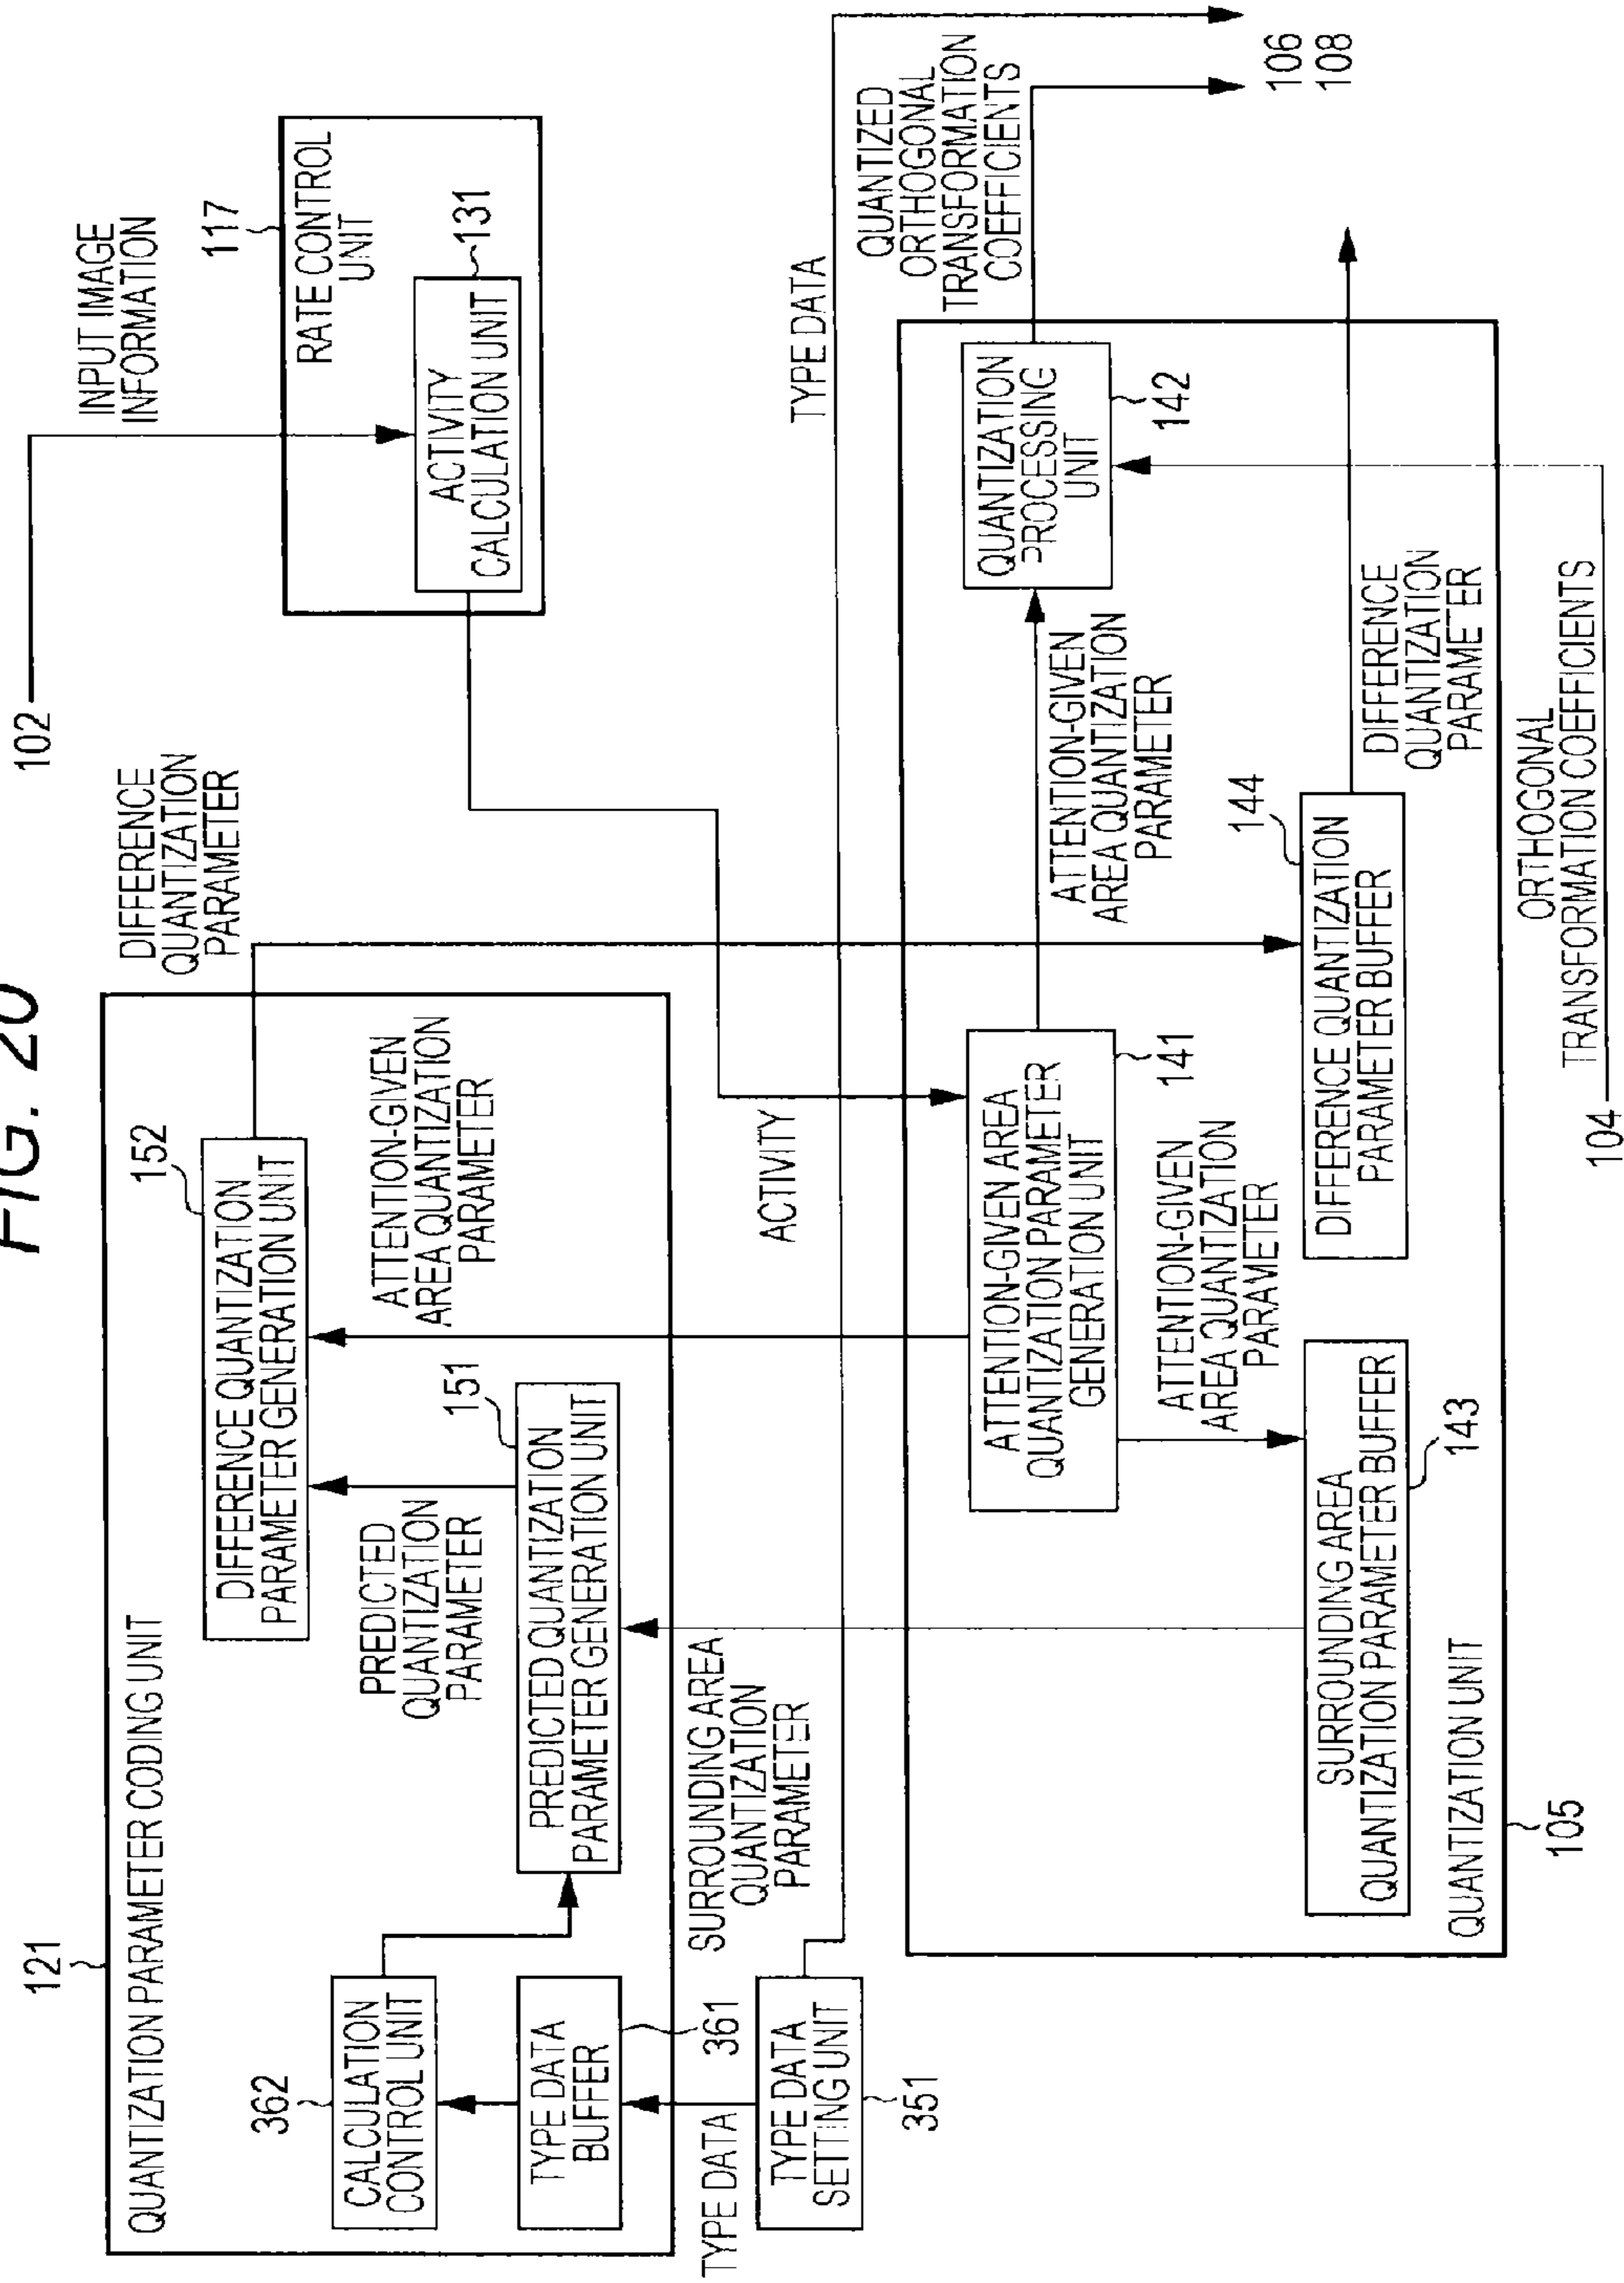 FIG. 20
121
QUANTIZATION PARAMETER CODING UNIT
362
CALCULATION
CONTROL UNIT
TYPE DATA
BUFFER
361
TYPE DATA
TYPE DATA
SETTING UNIT
351
152
DIFFERENCE QUANTIZATION
PARAMETER GENERATION UNIT
PREDICTED
QUANTIZATION
PARAMETER
151
PREDICTED QUANTIZATION
PARAMETER GENERATION UNIT
ATTENTION-GIVEN
AREA QUANTIZATION
PARAMETER
SURROUNDING AREA
QUANTIZATION
PARAMETER
DIFFERENCE
QUANTIZATION
PARAMETER
102
INPUT IMAGE
INFORMATION
117
RATE CONTROL
UNIT
131
ACTIVITY
CALCULATION UNIT
ACTIVITY
TYPE DATA
QUANTIZED
ORTHOGONAL
TRANSFORMATION
COEFFICIENTS
106
108
ATTENTION-GIVEN AREA
QUANTIZATION PARAMETER
GENERATION UNIT
141
ATTENTION-GIVEN
AREA QUANTIZATION
PARAMETER
QUANTIZATION
PROCESSING
UNIT
142
ATTENTION-GIVEN
AREA QUANTIZATION
PARAMETER
SURROUNDING AREA
QUANTIZATION PARAMETER BUFFER
143
144
DIFFERENCE QUANTIZATION
PARAMETER BUFFER
DIFFERENCE
QUANTIZATION
PARAMETER
QUANTIZATION UNIT
105
104
ORTHOGONAL
TRANSFORMATION COEFFICIENTS